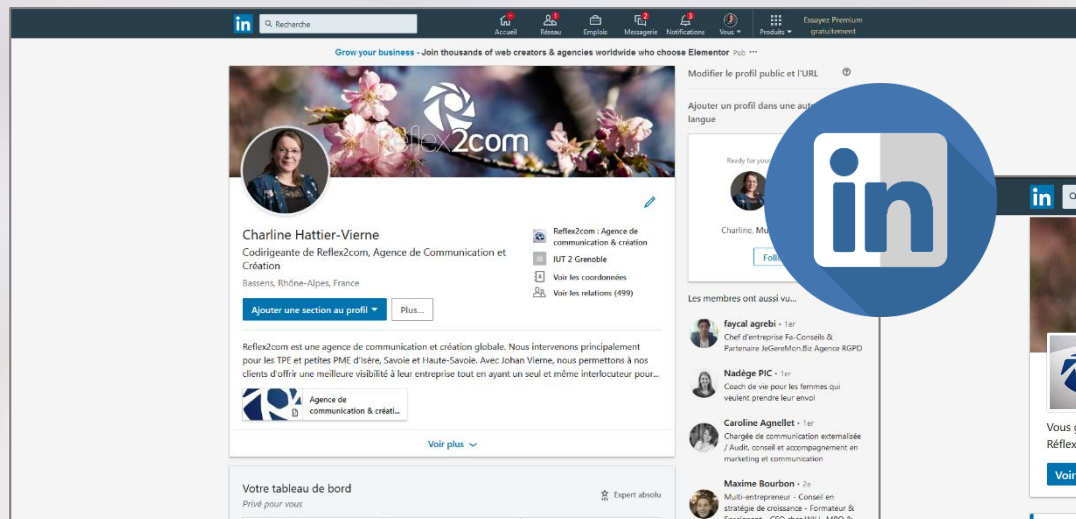 in
Recherche
Accueil
Réseau
Emplois
Messagerie
Notifications
Vous
Produits
Essayez Premium
gratuitement
Grow your business - Join thousands of web creators & agencies worldwide who choose Elementor Pub ...
Reflex2com
Charline Hattier-Vierne
Codirigeante de Reflex2com, Agence de Communication et
Création
Bassens, Rhône-Alpes, France
Ajouter une section au profil
Plus...
Reflex2com : Agence de
communication & création
IUT 2 Grenoble
Voir les coordonnées
Voir les relations (499)
Reflex2com est une agence de communication et création globale. Nous intervenons principalement
pour les TPE et petites PME d'Isère, Savoie et Haute-Savoie. Avec Johan Vierne, nous permettons à nos
clients d'offrir une meilleure visibilité à leur entreprise tout en ayant un seul et même interlocuteur pour...
Agence de
communication & créati...
Voir plus
Votre tableau de bord
Privé pour vous
Expert absolu
Modifier le profil public et l'URL
Ajouter un profil dans une
langue
Ready for
Charline,
Les membres ont aussi vu...
faycal agrebi • 1er
Chef d'entreprise Fa-Conseils &
Partenaire JeGereMon.Biz Agence RGPD
Nadège PIC • 1er
Coach de vie pour les femmes qui
veulent prendre leur envol
Caroline Agnellet • 1er
Chargée de communication externalisée
/ Audit, conseil et accompagnement en
marketing et communication
Maxime Bourbon • 2e
Multi-entrepreneur - Conseil en
stratégie de croissance - Formateur &
in
in
Vous
Réflex
Voir